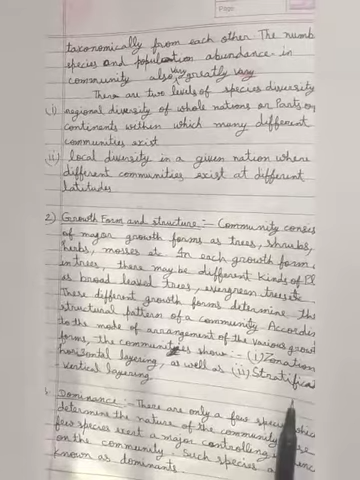 Page:
taxonomically from each other. The numb
species and population abundance in
community also vary greatly vary
There are two levels of species diversity
i) regional diversity of whole nations or Parts or
continents within which many different
communities exist
ii) local diversity in a given nation where
different communities exist at different
latitudes
2) Growth Form and structure :- Community consis
of major growth forms as trees, shrubs,
herbs, mosses etc. In each growth form,
in trees, there may be different kinds of Pl
as broad leaved trees, evergreen trees etc
These different growth forms determine the
structural pattern of a community. Accordin
to the mode of arrangement of the various grow
forms, the communities show:- (i) Zonation
horizontal layering, as well as (ii) Stratifica
- Vertical layering.
Dominance :- There are only a few speci which
determine the nature of the community.
few species exert a major controlling
on the community. Such species a
known as dominants.